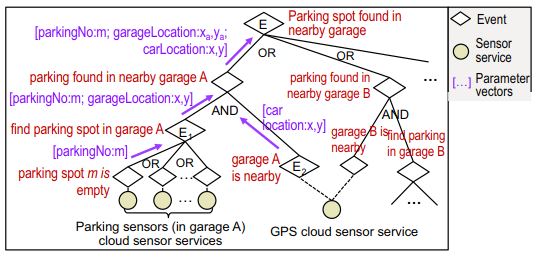 [parkingNo:m; garageLocation:xa,ya;
carLocation:x,y]
E
Parking spot found in
nearby garage
Event
Sensor
service
[...] Parameter
vectors
OR
OR
parking found in nearby garage A
parking found in
nearby garage B
...
[parkingNo:m; garageLocation:x,y]
AND
[car
location:x,y]
AND
find parking spot in garage A
E1
garage B is
nearby
find parking
in garage B
[parkingNo:m]
OR
OR
parking spot m is
empty
...
garage A
is nearby
E2
...
...
Parking sensors (in garage A)
cloud sensor services
GPS cloud sensor service